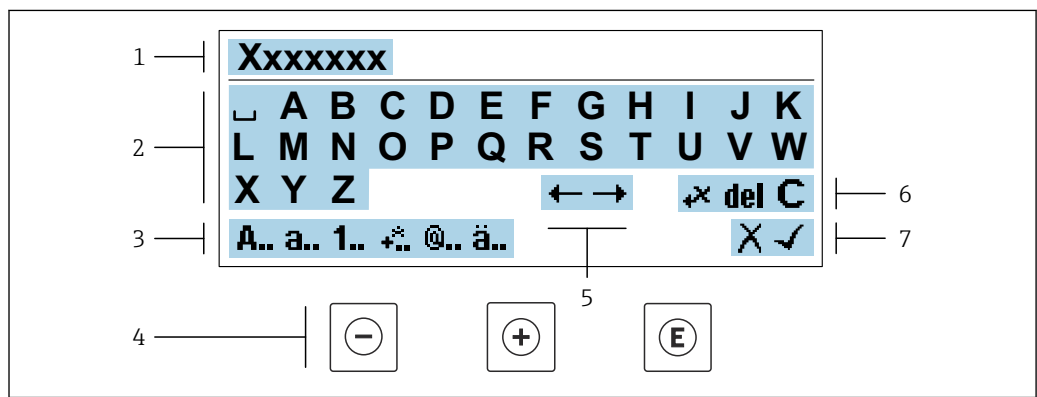 1 Xxxxxxx
2 ␣ A B C D E F G H I J K
L M N O P Q R S T U V W
X Y Z ← → +× del C 6
3 A.. a.. 1.. +*.. @.. ä.. X ✓ 7
5
4 − + E